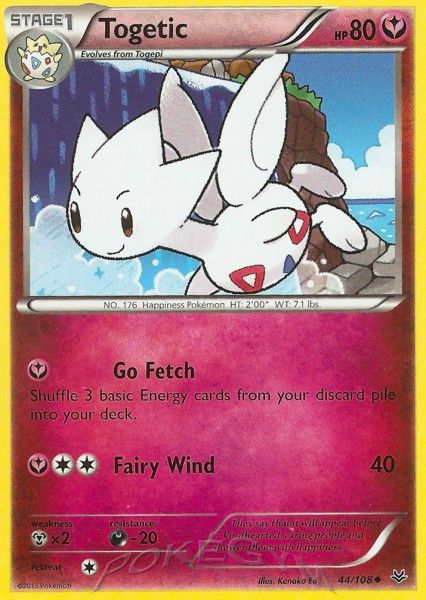 STAGE1 Togetic HP80
Evolves from Togepi
NO. 176 Happiness Pokémon HT: 2'00" WT: 7.1 lbs.
Go Fetch
Shuffle 3 basic Energy cards from your discard pile
into your deck.
Fairy Wind 40
weakness resistance
×2 -20
They say that it will appear before
kindhearted, caring people and
shower them with happiness.
retreat
©2015 Pokémon
Illus. Kanako Eo 44/108